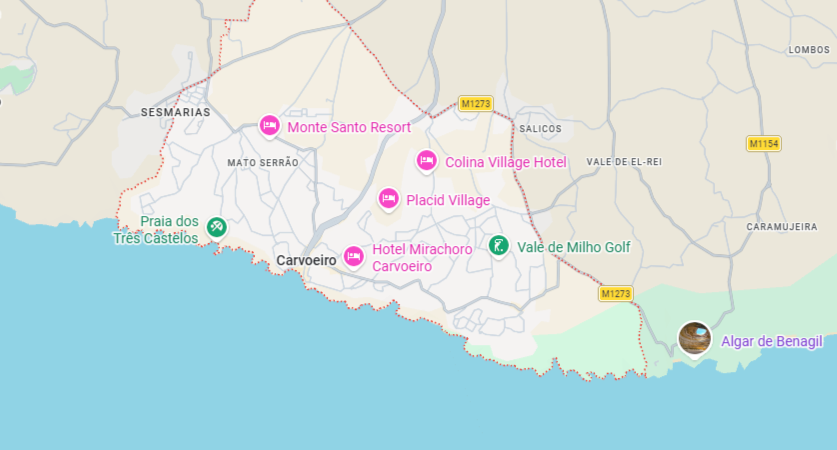 LOMBOS
M1273
SESMARIAS
Monte Santo Resort
SALICOS
M1154
MATO SERRÃO
Colina Village Hotel
VALE-DE-EL-REI
Placid Village
Praia dos
Três Castelos
CARAMUJEIRA
Vale de Milho Golf
Hotel Mirachoro
Carvoeiro
Carvoeiro
M1273
Algar de Benagil